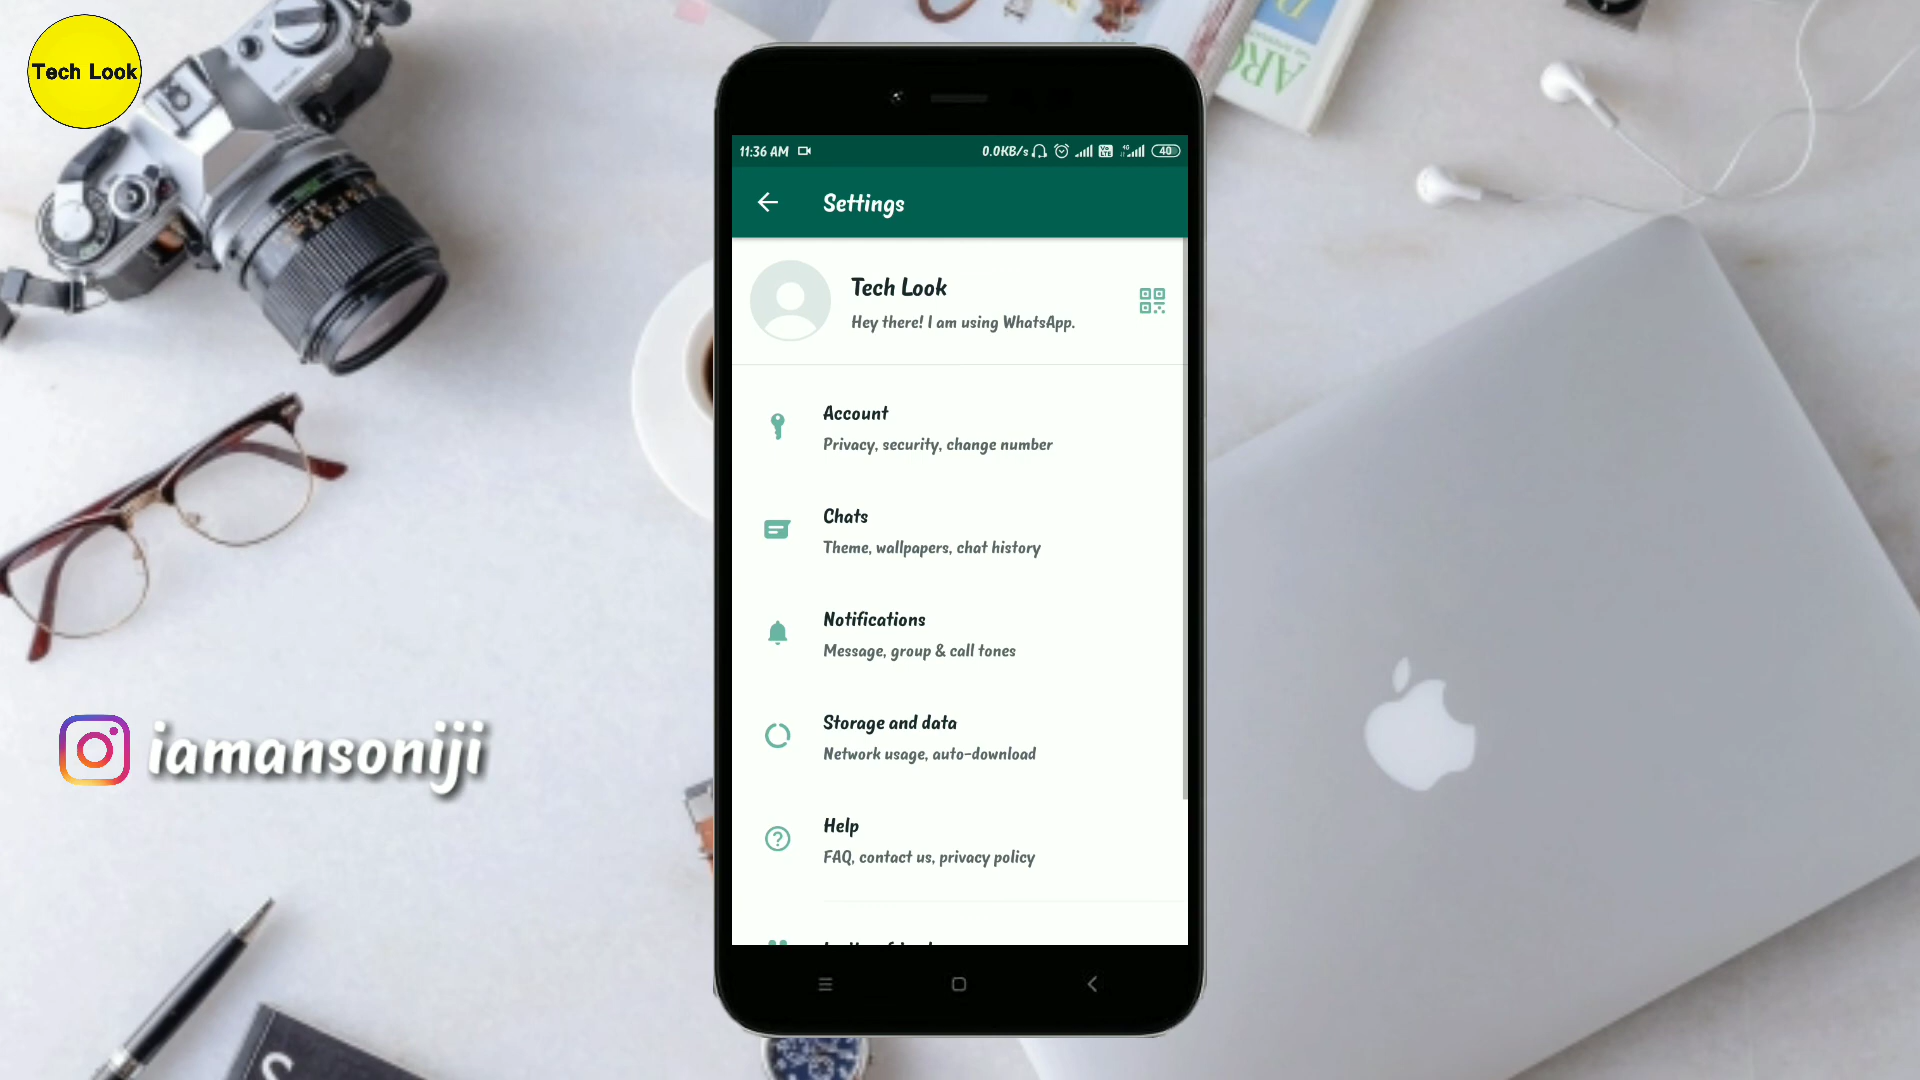 Tech Look
ARC
11:36 AM
0.0KB/s
4G
40
Settings
Tech Look
Hey there! I am using WhatsApp.
Account
Privacy, security, change number
Chats
Theme, wallpapers, chat history
Notifications
Message, group & call tones
Storage and data
Network usage, auto-download
Help
FAQ, contact us, privacy policy
iamansoniji